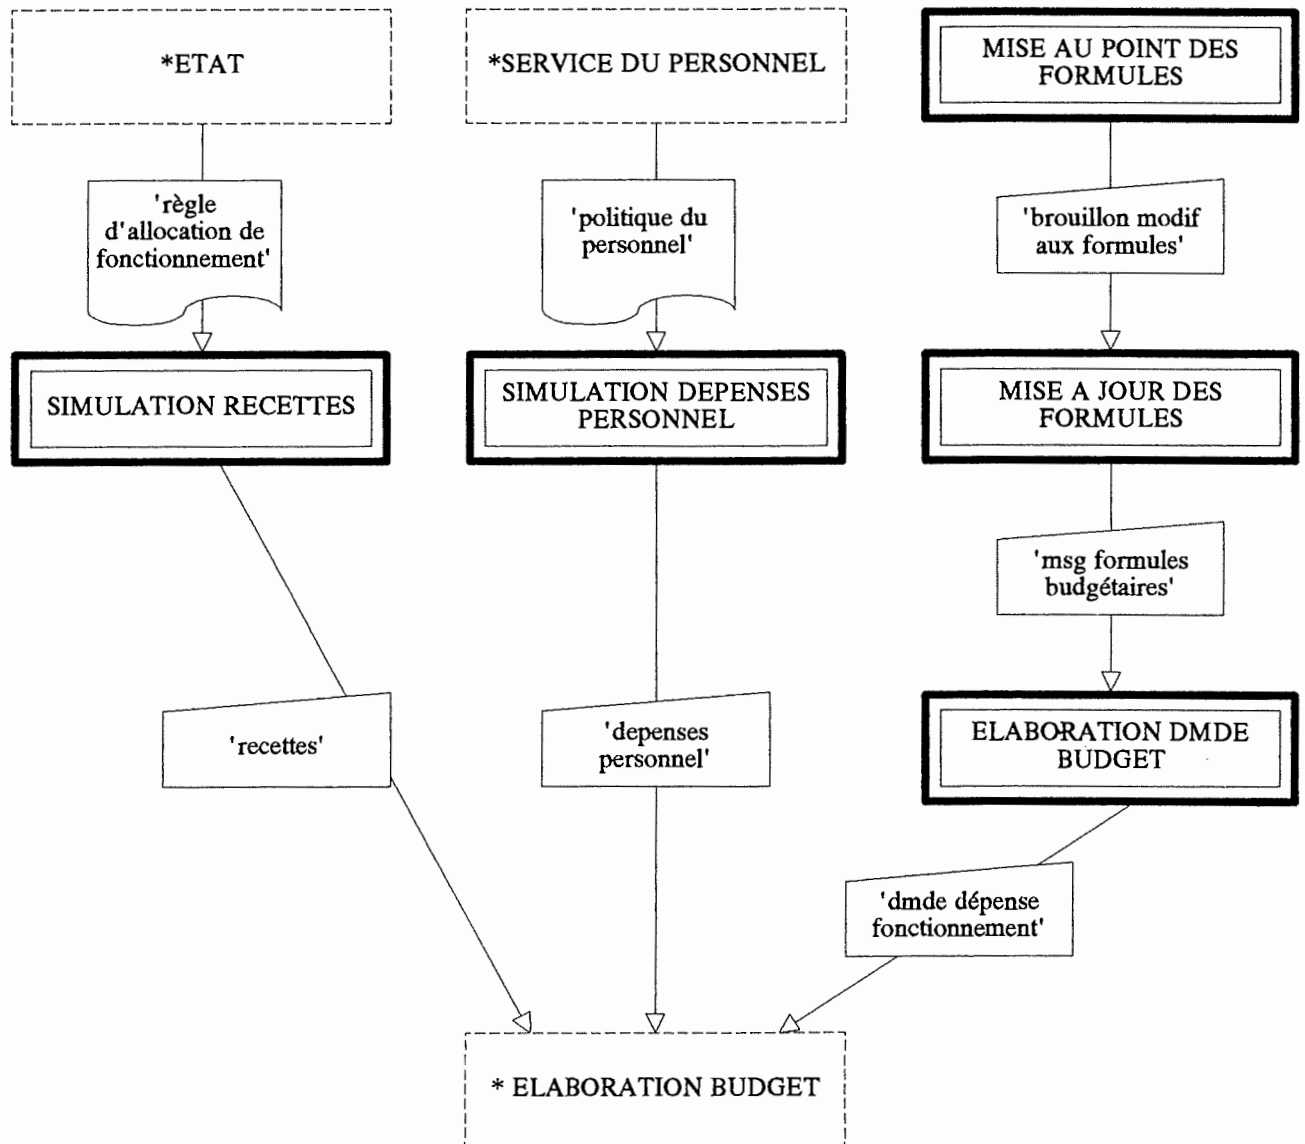 *ETAT
*SERVICE DU PERSONNEL
MISE AU POINT DES
FORMULES
'règle
d'allocation de
fonctionnement'
'politique du
personnel'
'brouillon modif
aux formules'
SIMULATION RECETTES
SIMULATION DEPENSES
PERSONNEL
MISE A JOUR DES
FORMULES
'msg formules
budgétaires'
'recettes'
'depenses
personnel'
ELABORATION DMDE
BUDGET
'dmde dépense
fonctionnement'
* ELABORATION BUDGET